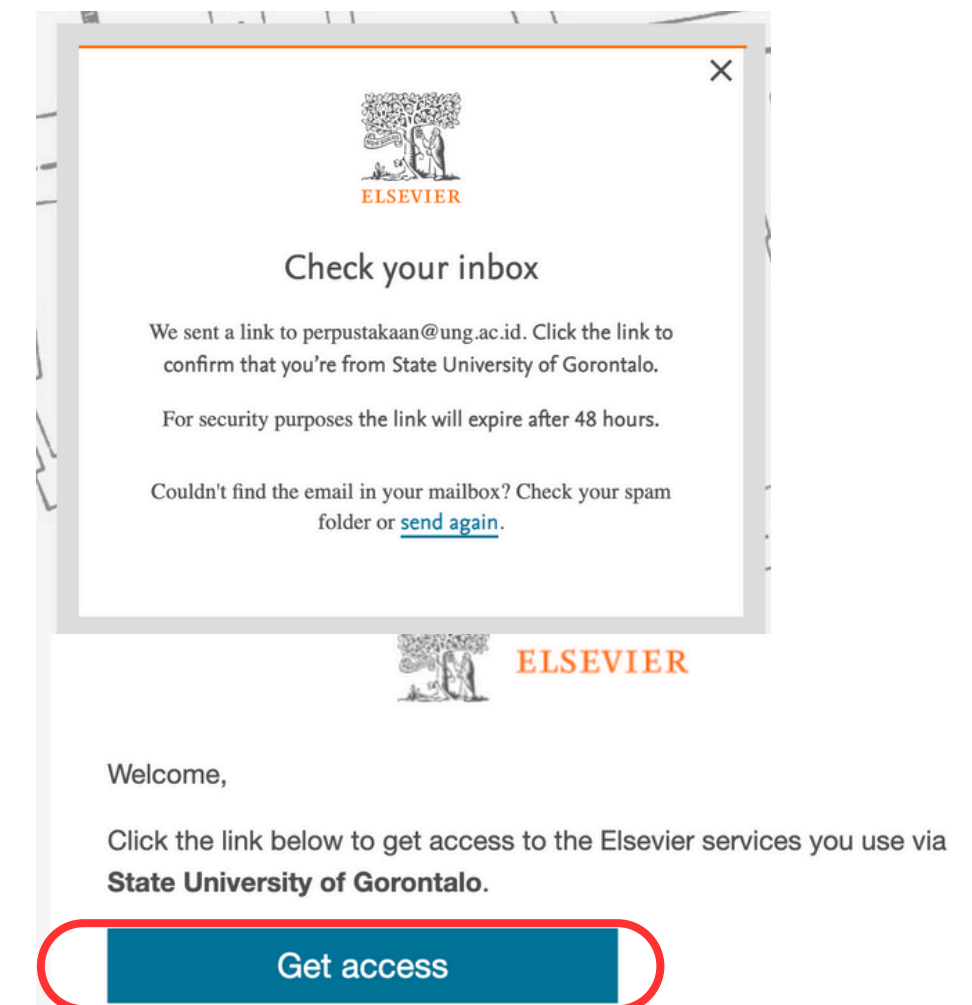 ELSEVIER
Check your inbox
We sent a link to perpustakaan@ung.ac.id. Click the link to
confirm that you're from State University of Gorontalo.
For security purposes the link will expire after 48 hours.
Couldn't find the email in your mailbox? Check your spam
folder or send again.
ELSEVIER
Welcome,
Click the link below to get access to the Elsevier services you use via
State University of Gorontalo.
Get access